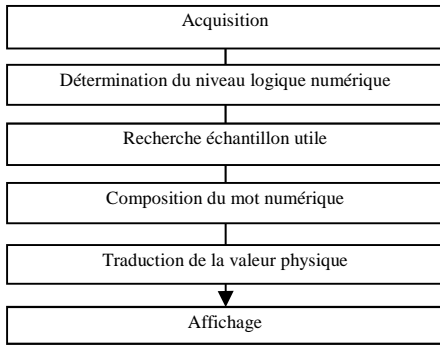 Acquisition
Détermination du niveau logique numérique
Recherche échantillon utile
Composition du mot numérique
Traduction de la valeur physique
Affichage